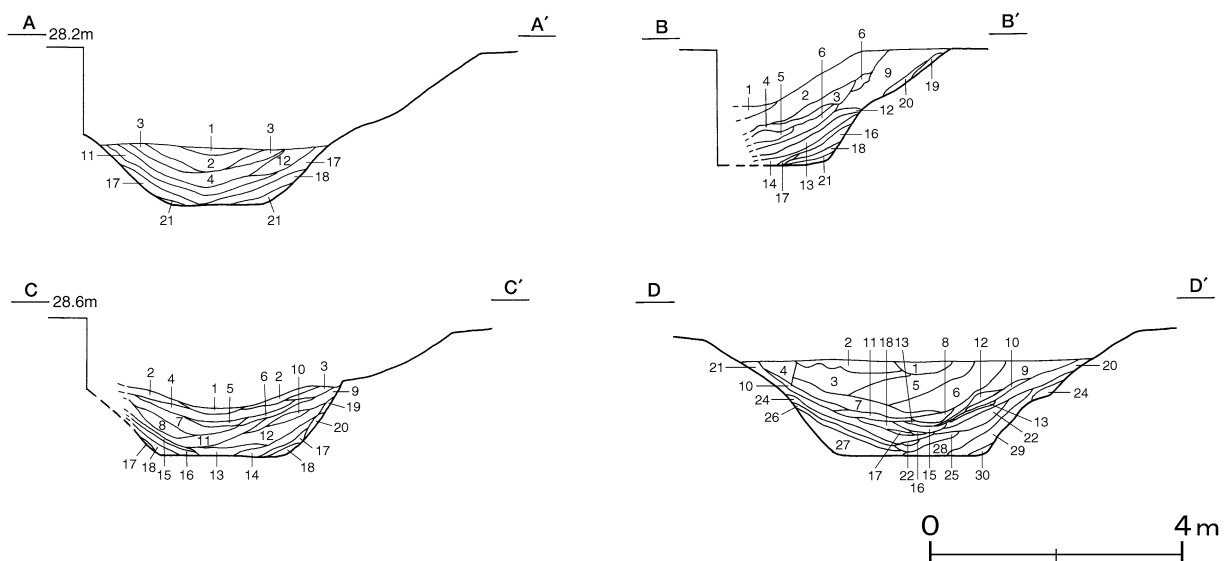 A A′
28.2m
3 1 3
11 2 12 17
4
17 18
21 21
B B′
6
6
4 5
1 2 3 9
19
20
12
16
18
14 13 21
17
C C′
28.6m
2 4 1 5 6 2 10 3
9
19
7
8 20
11 12
17 17
18 15 16 13 14 18
D D′
2 11 18 13 8 12 10
21 4 1 9 20
3 5 6
10 7 24
24
26 13
22
27 28 29
17 22 15 25 30
16
0 4m